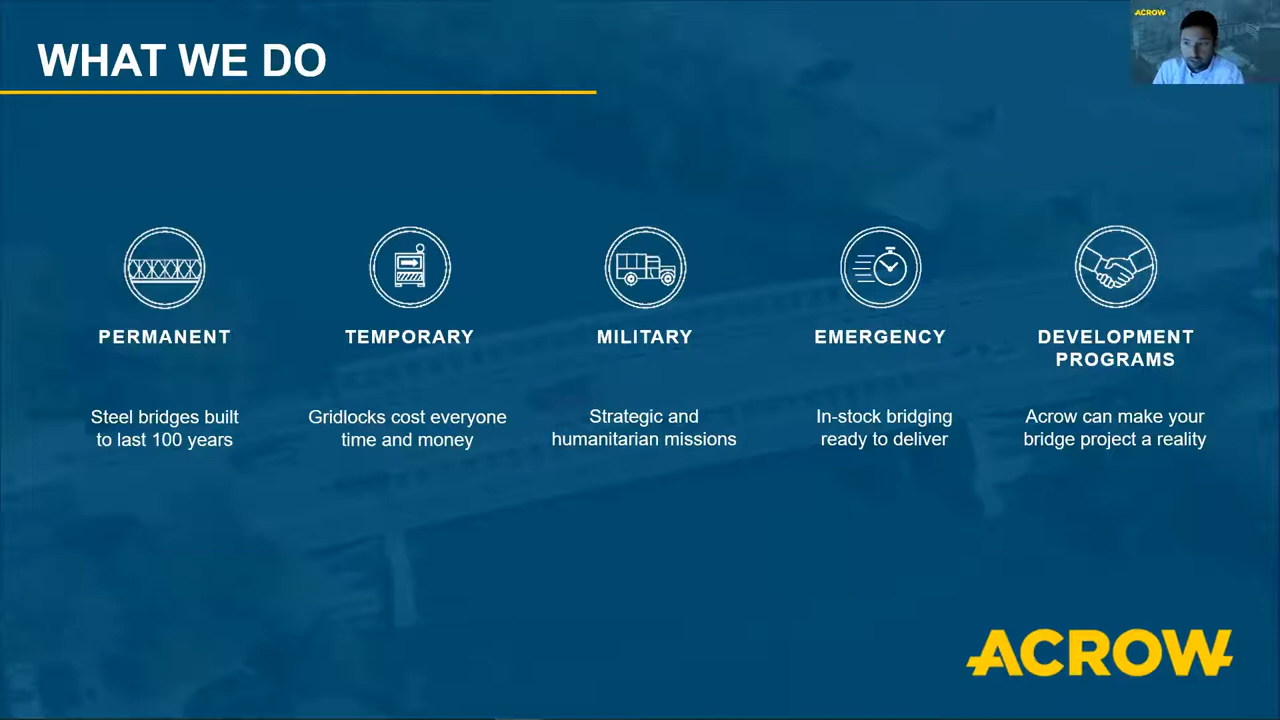 ACROW
WHAT WE DO
PERMANENT
Steel bridges built
to last 100 years
TEMPORARY
Gridlocks cost everyone
time and money
MILITARY
Strategic and
humanitarian missions
EMERGENCY
In-stock bridging
ready to deliver
DEVELOPMENT
PROGRAMS
Acrow can make your
bridge project a reality
ACROW